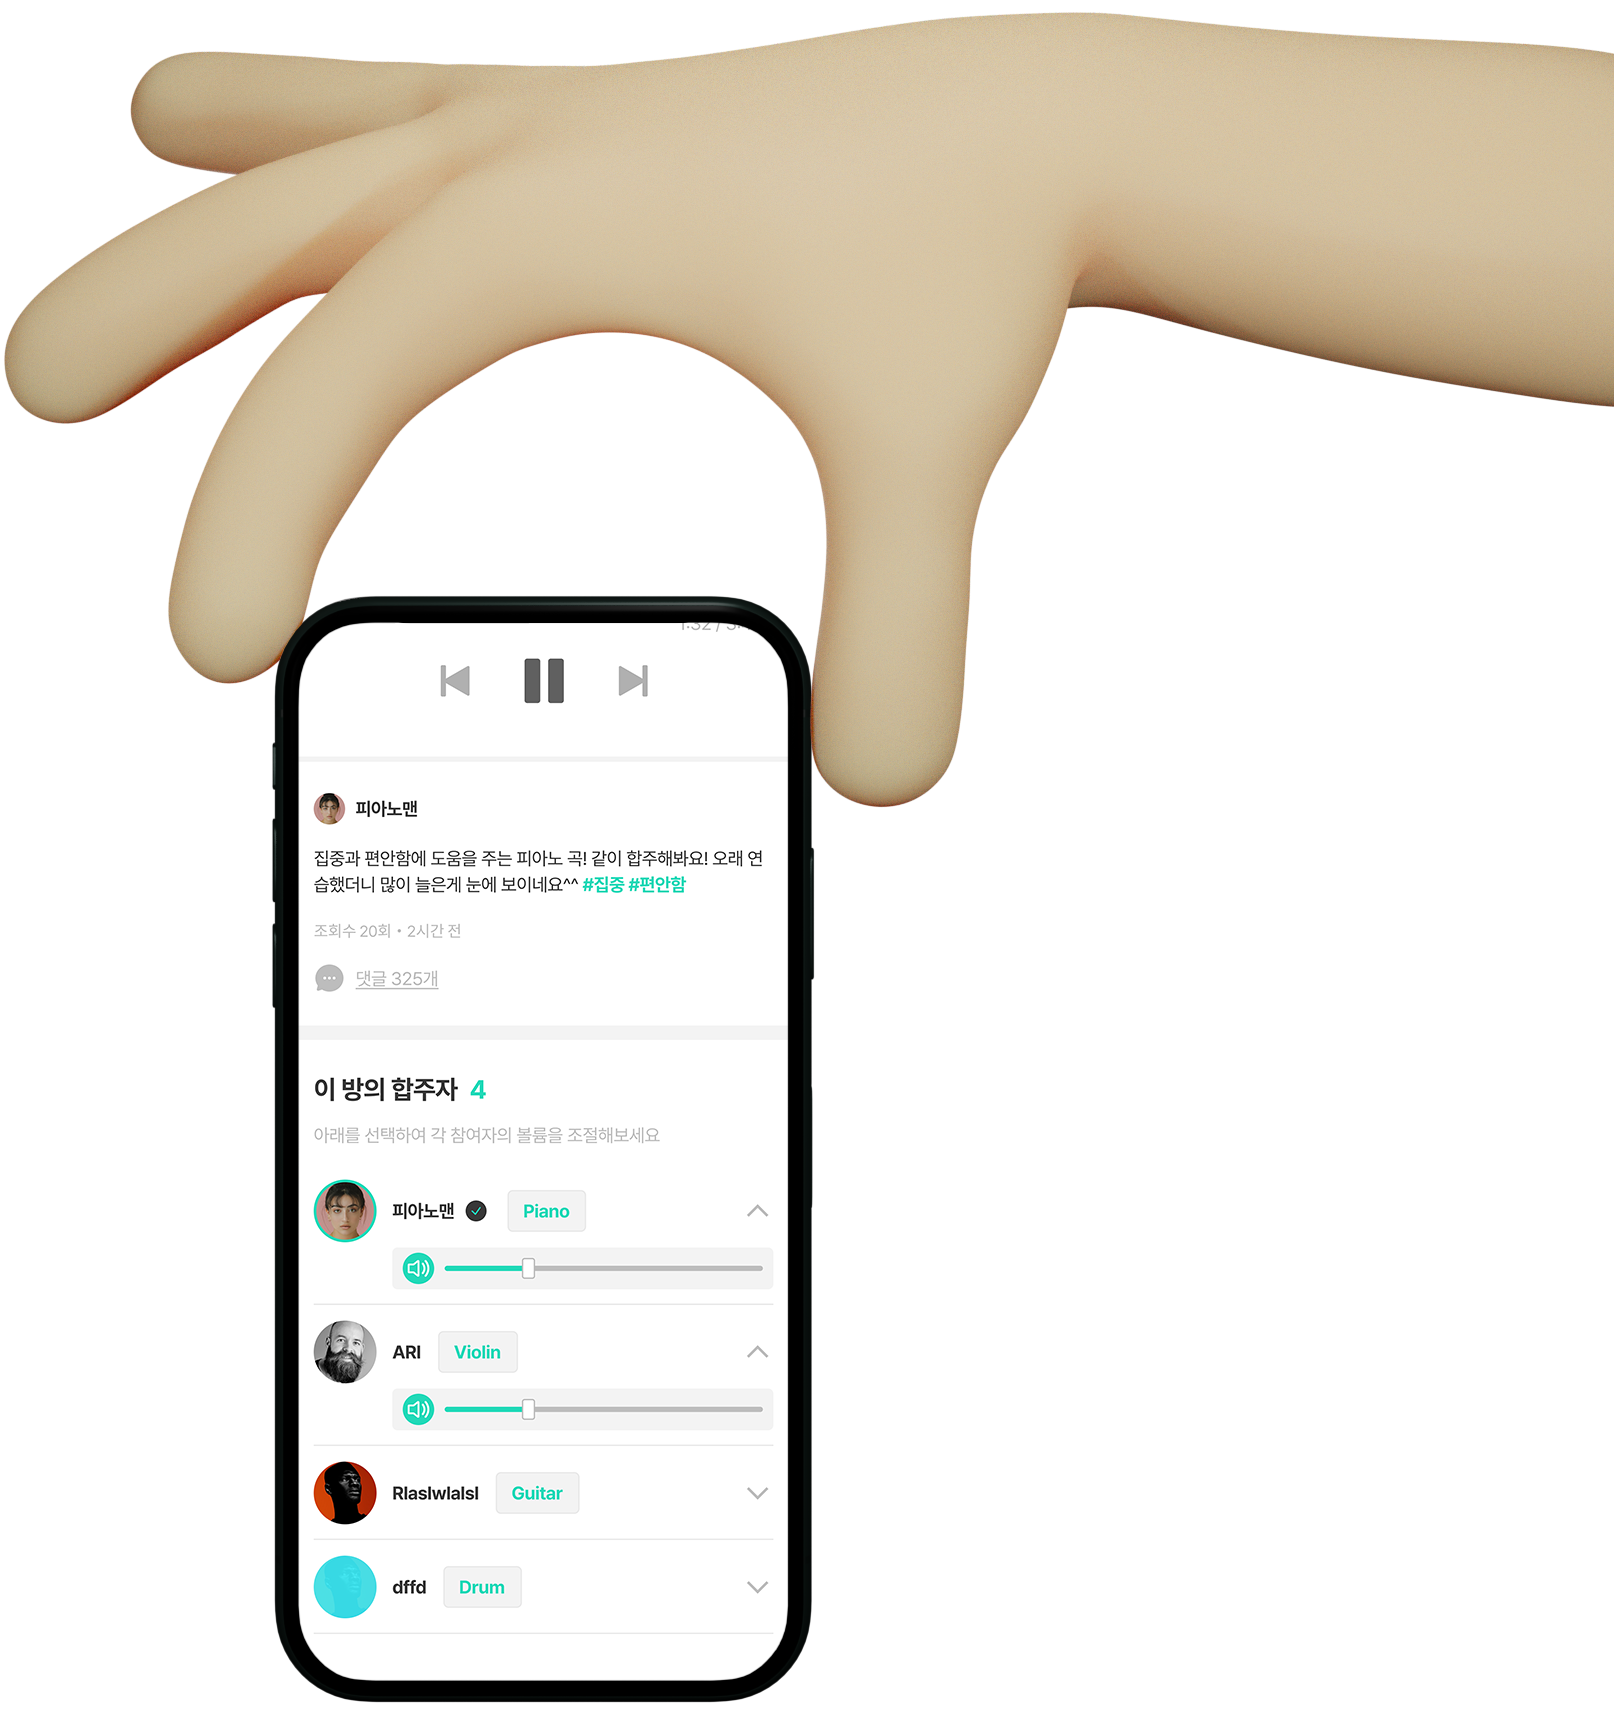 피아노맨
집중과 편안함에 도움을 주는 피아노 곡! 같이 합주해봐요! 오래 연
습했더니 많이 늘은게 눈에 보이네요^^ #집중 #편안함
조회수 20회 • 2시간 전
댓글 325개
이 방의 합주자 4
아래를 선택하여 각 참여자의 볼륨을 조절해보세요
피아노맨 Piano
ARI Violin
Rlaslwlalsl Guitar
dffd Drum